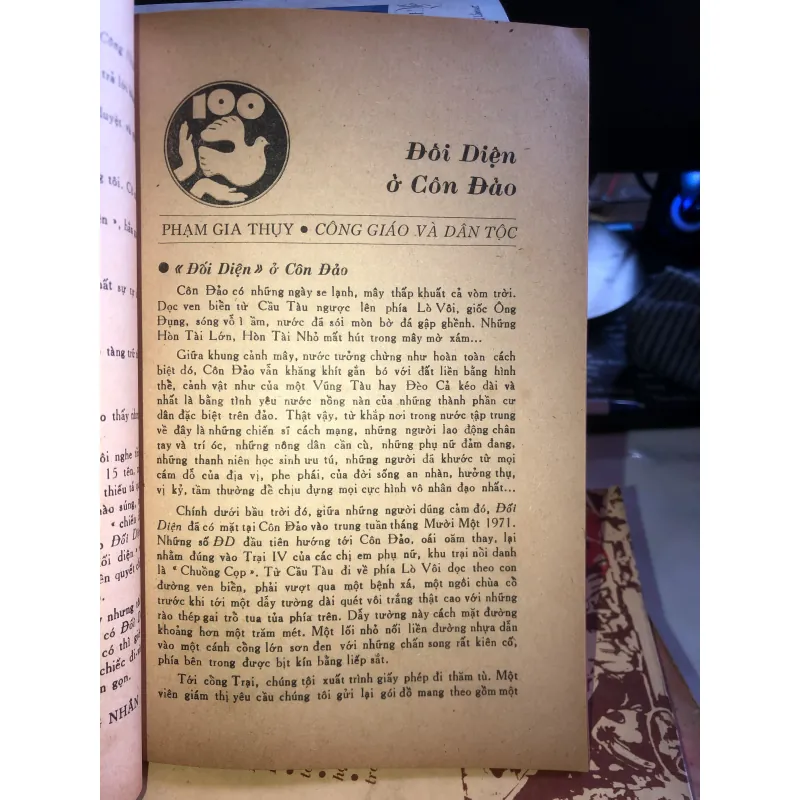 100
Đối Diện
ở Côn Đảo
PHẠM GIA THỤY • CÔNG GIÁO VÀ DÂN TỘC
● « Đối Diện » ở Côn Đảo
Côn Đảo có những ngày se lạnh, mây thấp khuất cả vòm trời.
Dọc ven biển từ Cầu Tàu ngược lên phía Lò Vôi, giốc Ông
Đụng, sóng vỗ ì ầm, nước đã sói mòn bờ đá gập ghềnh. Những
Hòn Tài Lớn, Hòn Tài Nhỏ mất hút trong mây mờ xám...
Giữa khung cảnh mây, nước tưởng chừng như hoàn toàn cách
biệt đó, Côn Đảo vẫn khăng khít gắn bó với đất liền bằng hình
thể, cảnh vật như của một Vũng Tàu hay Đèo Cả kéo dài và
nhất là bằng tình yêu nước nồng nàn của những thành phần cư
dân đặc biệt trên đảo. Thật vậy, từ khắp nơi trong nước tập trung
về đây là những chiến sĩ cách mạng, những người lao động chân
tay và trí óc, những nông dân cần cù, những phụ nữ đảm đang,
những thanh niên học sinh ưu tú, những người đã khước từ mọi
cám dỗ của địa vị, phe phái, của đời sống an nhàn, hưởng thụ,
vị kỷ, tầm thường để chịu đựng mọi cực hình vô nhân đạo nhất...
Chính dưới bầu trời đó, giữa những người dũng cảm đó, Đối
Diện đã có mặt tại Côn Đảo vào trung tuần tháng Mười Một 1971.
Những số ĐD đầu tiên hướng tới Côn Đảo, oái oăm thay, lại
nhằm đúng vào Trại IV của các chị em phụ nữ, khu trại nổi danh
là " Chuồng Cọp ». Từ Cầu Tàu đi về phía Lò Vôi dọc theo con
đường ven biển, phải vượt qua một bệnh xá, một ngôi chùa cổ
trước khi tới một dẫy tường dài quét vôi trắng thật cao với những
rào thép gai trổ tua tủa phía trên. Dẫy tường này cách mặt đường
khoảng hơn một trăm mét. Một lối nhỏ nối liền đường nhựa dẫn
vào một cánh cổng lớn sơn đen với những chấn song rất kiên cố,
phía bên trong được bịt kín bằng liếp sắt.
Tới cổng Trại, chúng tội xuất trình giấy phép đi thăm tù. Một
viên giám thị yêu cầu chúng tôi gửi lại gói đồ mang theo gồm một